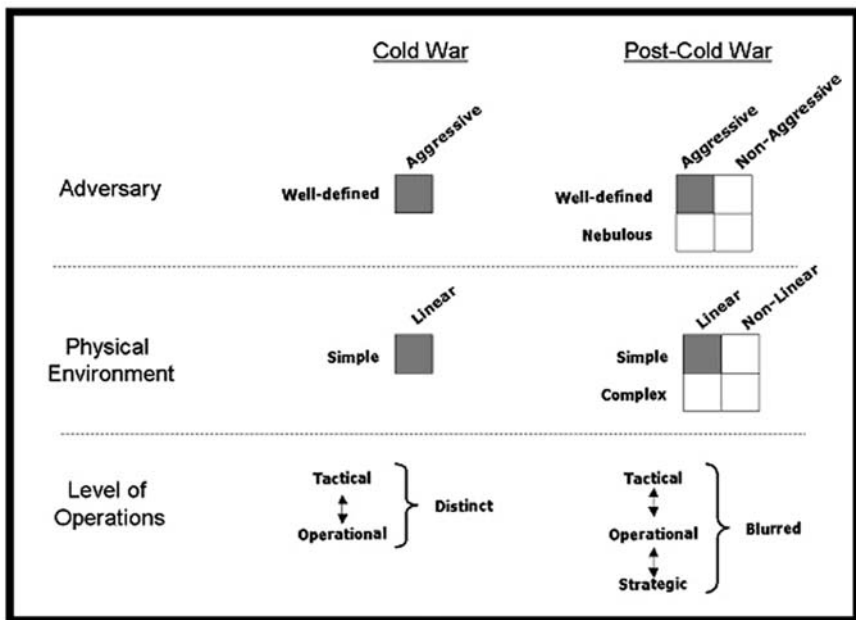 Cold War
Post-Cold War
Adversary
Aggressive
Well-defined
Aggressive
Non-Aggressive
Well-defined
Nebulous
Physical
Environment
Linear
Simple
Linear
Non-Linear
Simple
Complex
Level of
Operations
Tactical
Operational
Distinct
Tactical
Operational
Strategic
Blurred